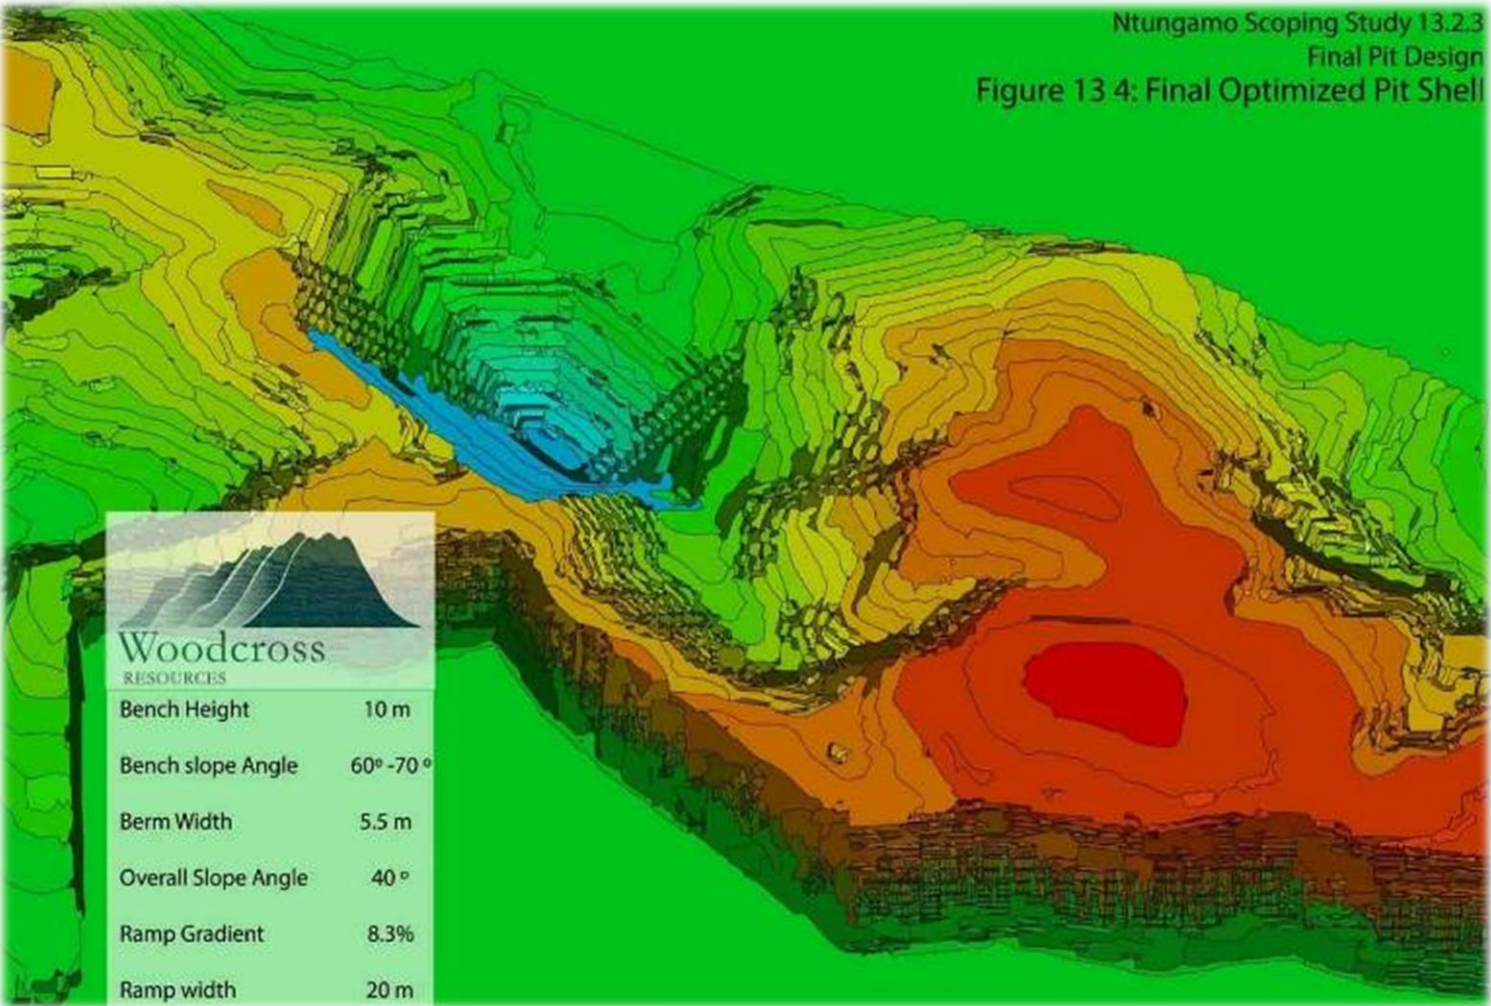 Ntungamo Scoping Study 13.2.3
Final Pit Design
Figure 13 4: Final Optimized Pit Shell
Woodcross
RESOURCES
Bench Height 10 m
Bench slope Angle 60º -70 º
Berm Width 5.5 m
Overall Slope Angle 40 º
Ramp Gradient 8.3%
Ramp width 20 m